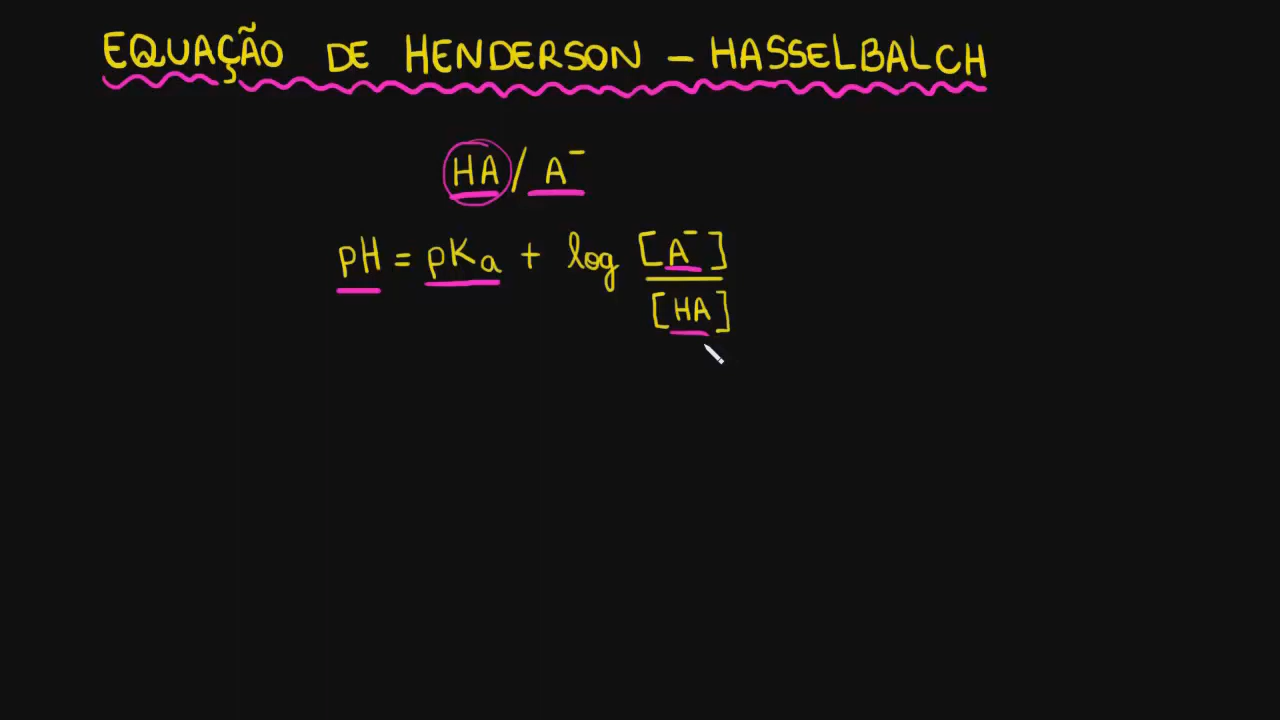 EQUAÇÃO DE HENDERSON - HASSELBALCH
HA / A⁻
pH = pKa + log [A⁻]
[HA]